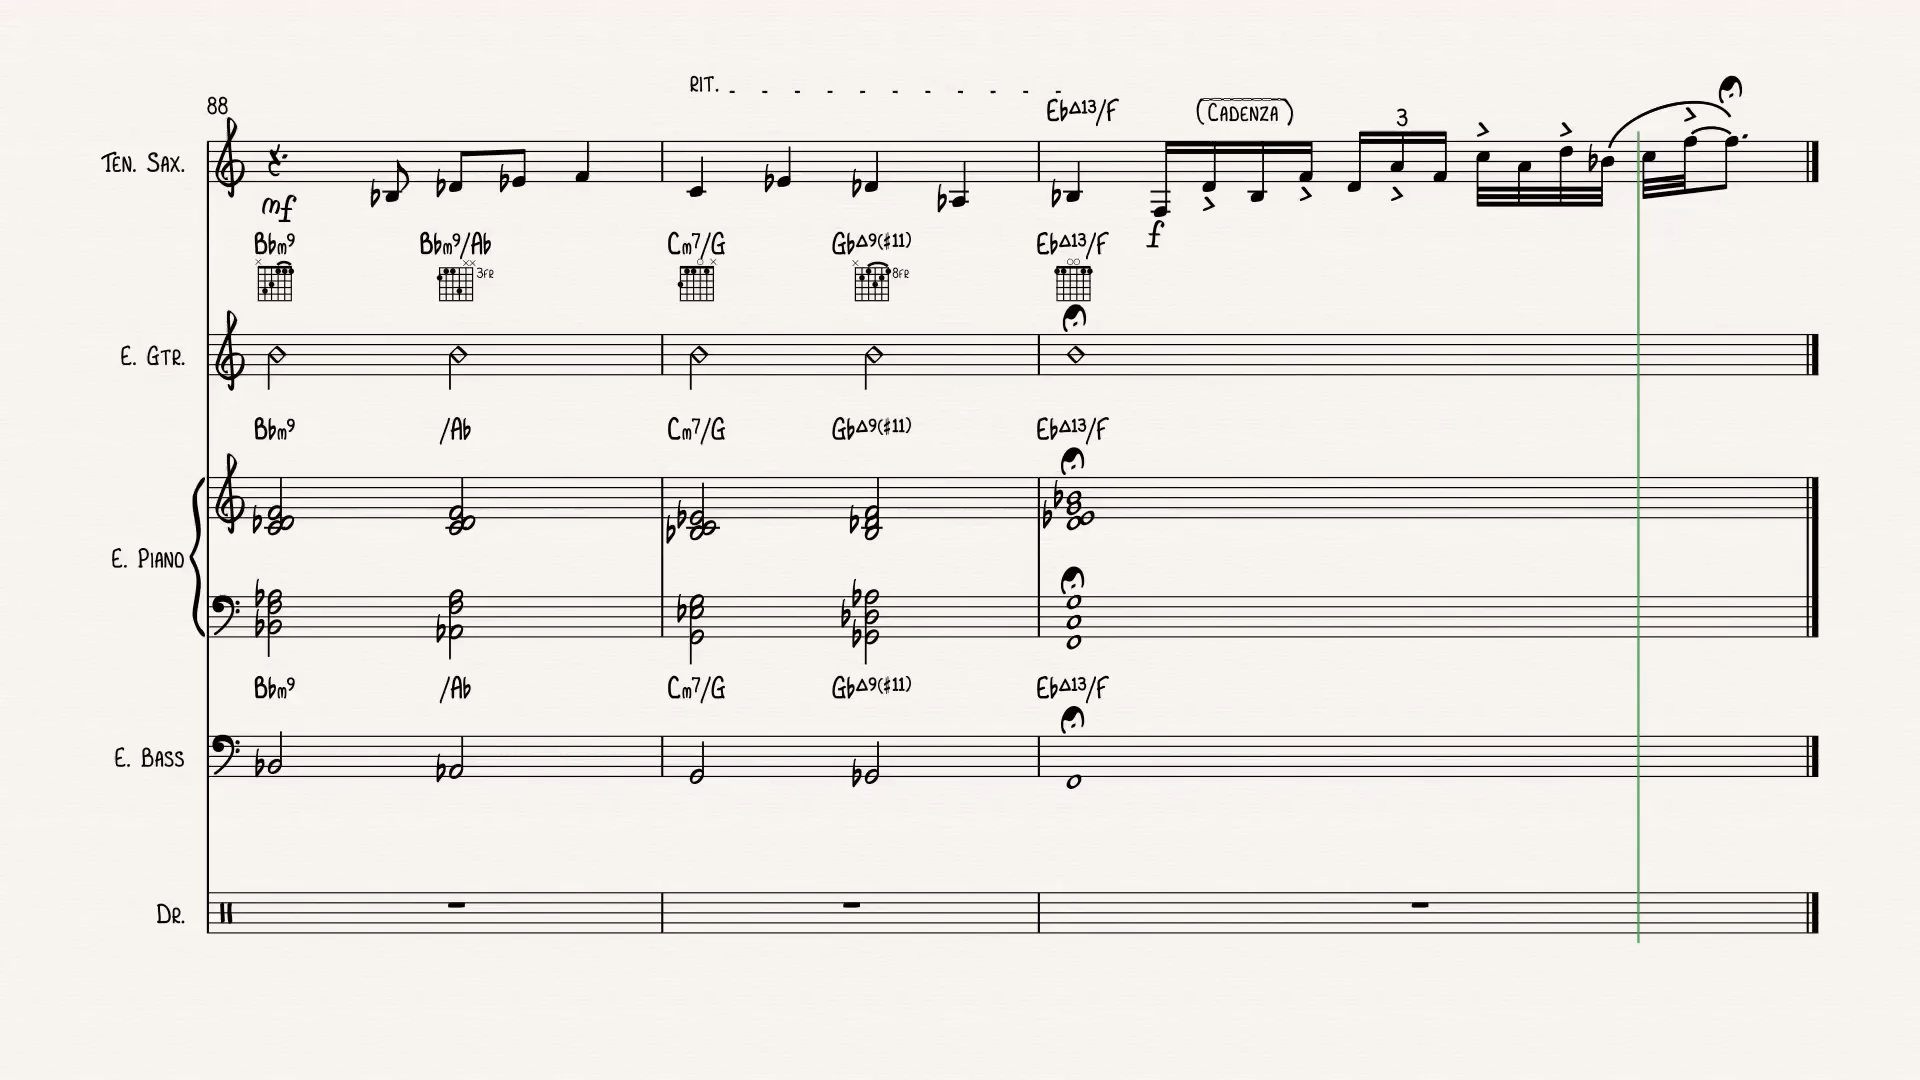 RIT.
88
Eb△13/F
(CADENZA)
3
TEN. SAX.
mf
f
Bbm9 Bbm9/Ab Cm7/G Gb△9(#11) Eb△13/F
3FR 8FR
E. GTR.
Bbm9 /Ab Cm7/G Gb△9(#11) Eb△13/F
E. PIANO
Bbm9 /Ab Cm7/G Gb△9(#11) Eb△13/F
E. BASS
DR.